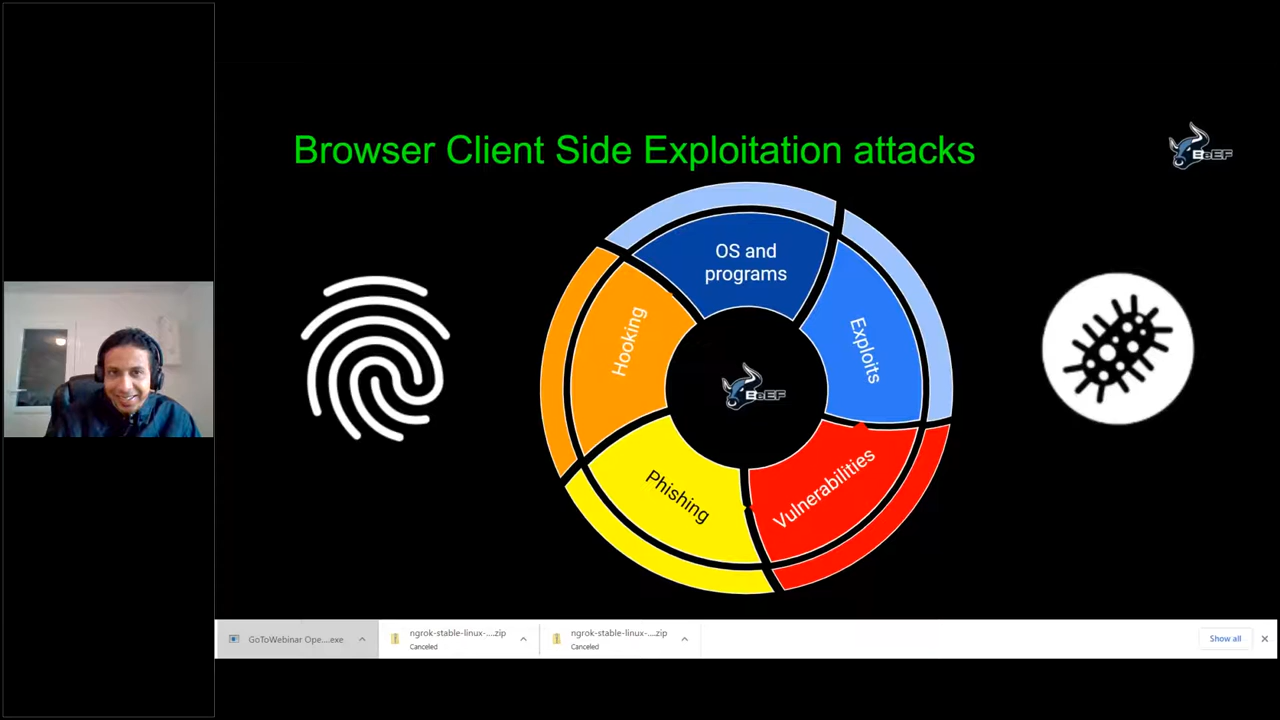 Browser Client Side Exploitation attacks
BeEF
OS and
programs
Hooking
Exploits
BeEF
Phishing
Vulnerabilities
GoToWebinar Ope....exe
ngrok-stable-linux-....zip
Canceled
ngrok-stable-linux-....zip
Canceled
Show all